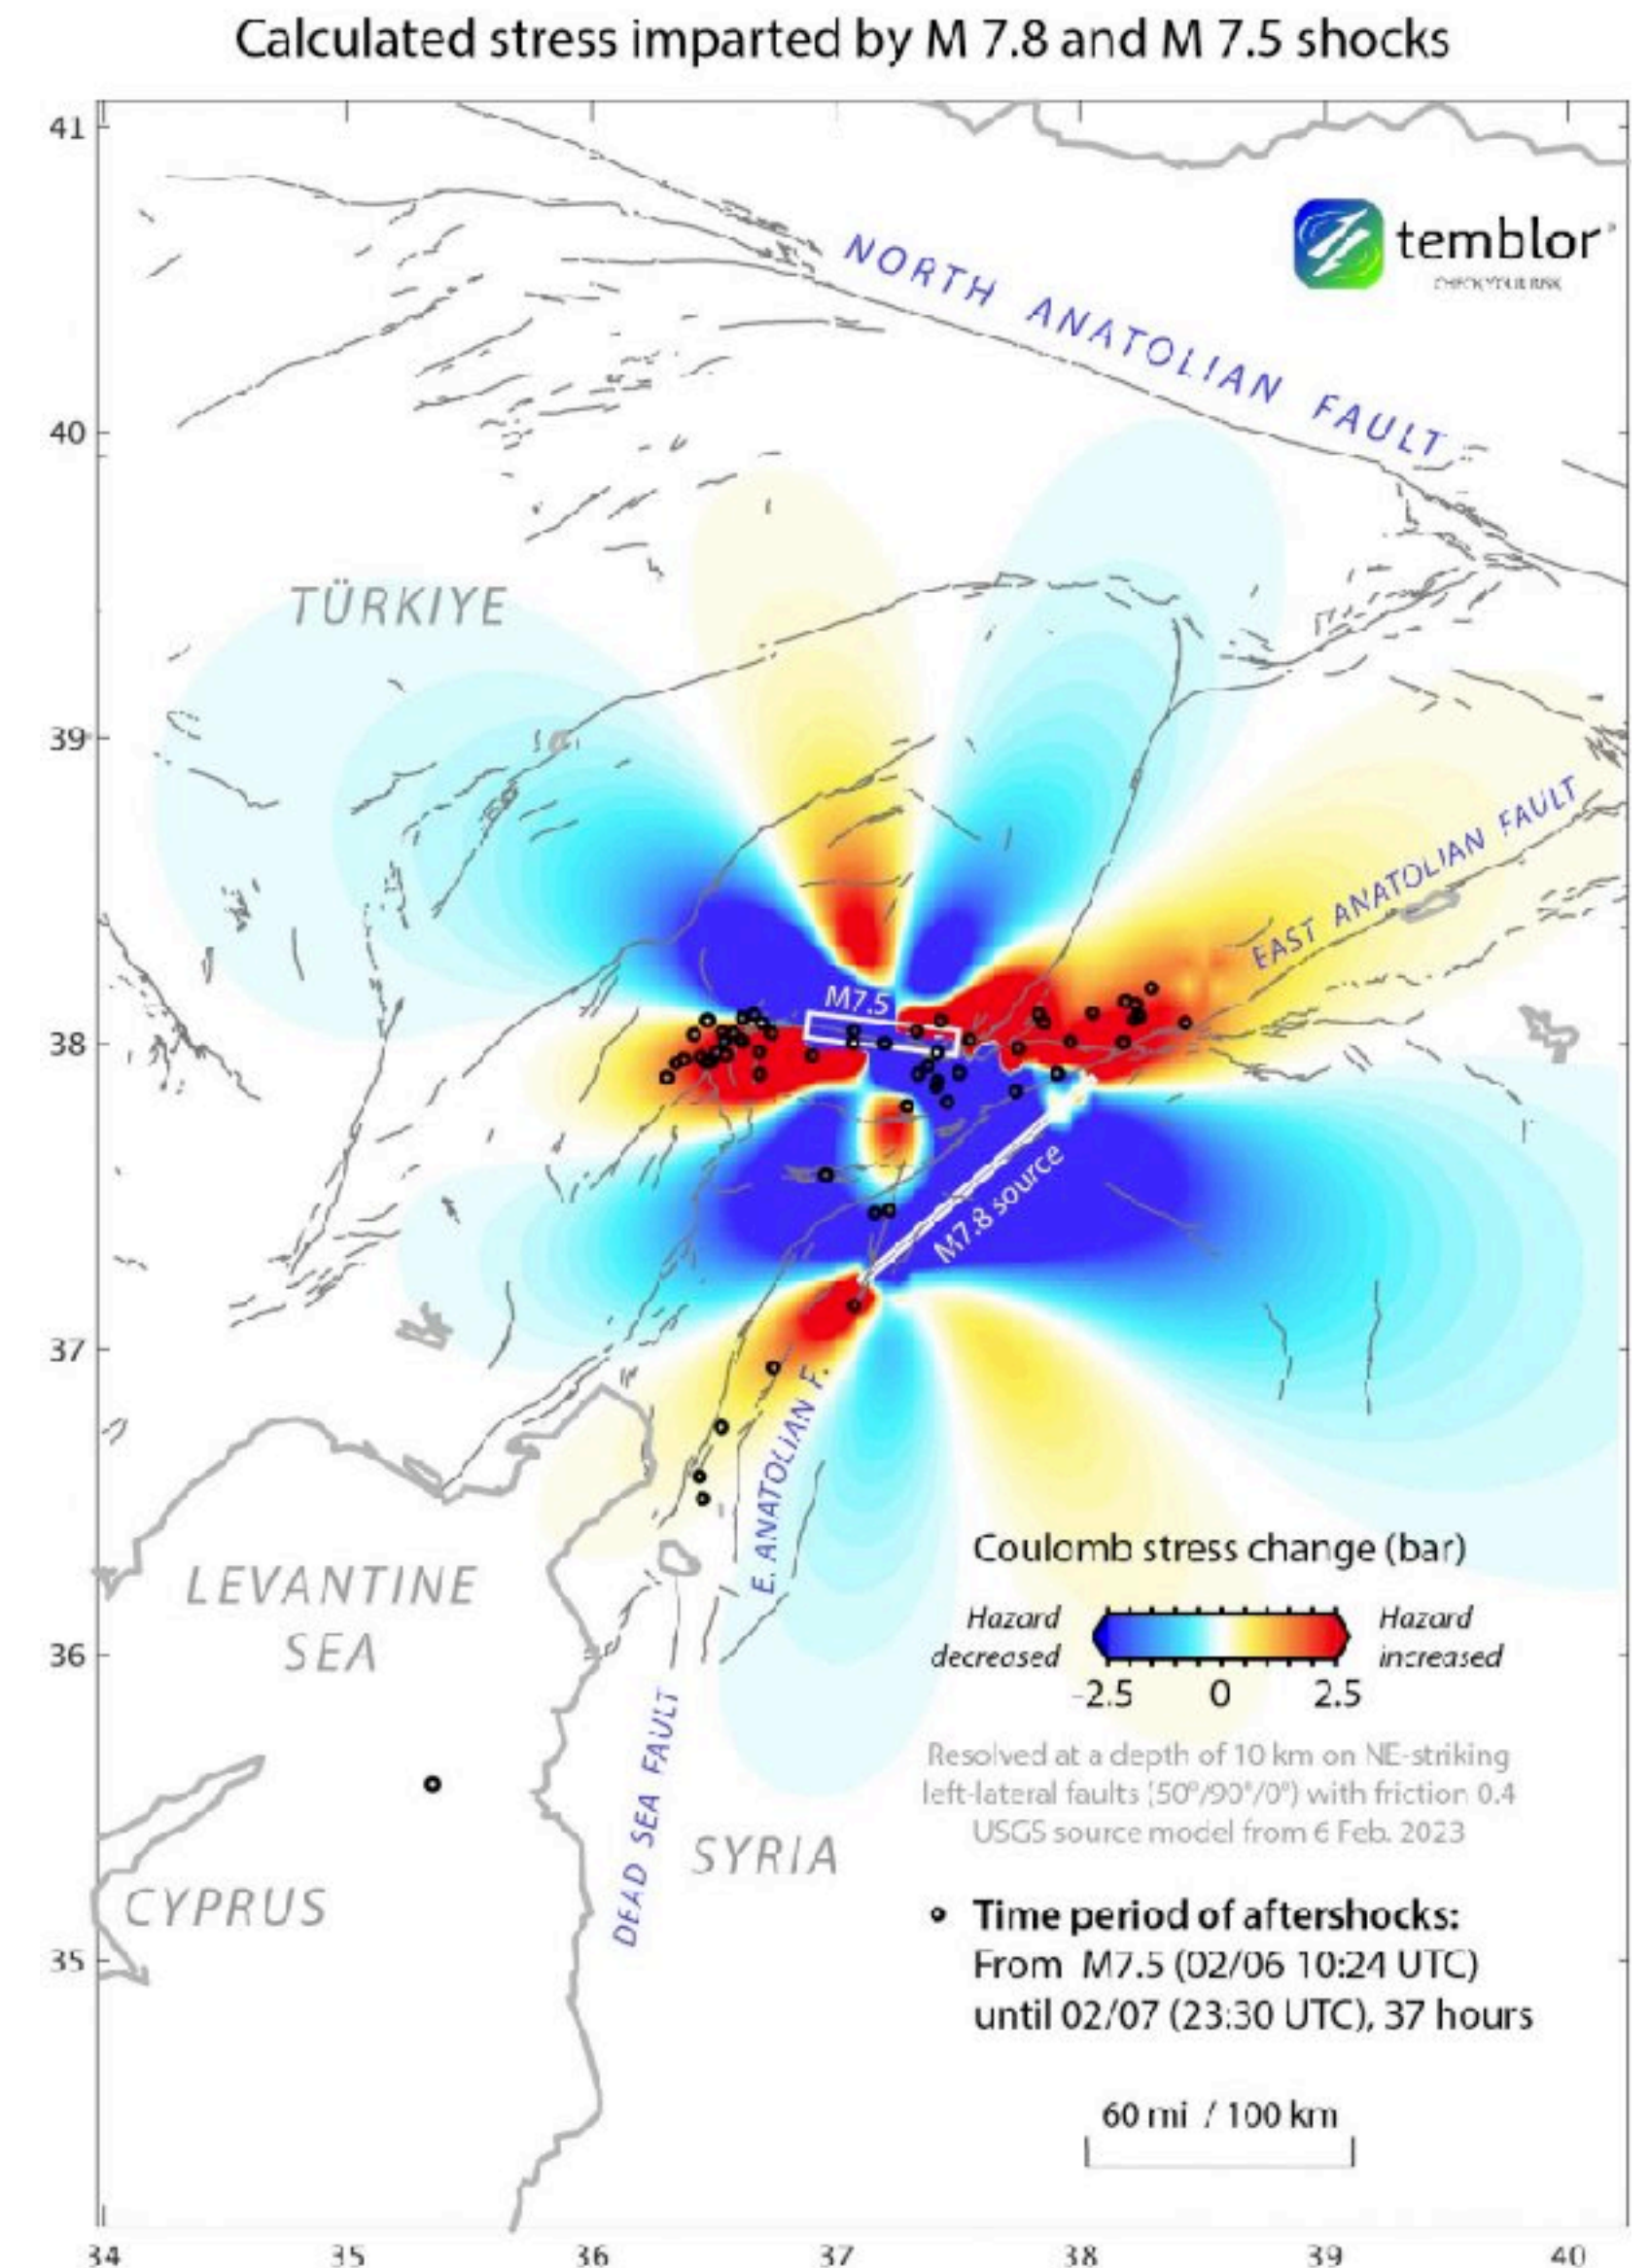 Calculated stress imparted by M 7.8 and M 7.5 shocks
41
temblor
CHECK YOUR RISK
NORTH ANATOLIAN FAULT
40
TÜRKIYE
39
EAST ANATOLIAN FAULT
M7.5
38
M7.8 source
37
E. ANATOLIAN F.
Coulomb stress change (bar)
LEVANTINE
SEA
Hazard
decreased
Hazard
increased
36
-2.5 0 2.5
DEAD SEA FAULT
SYRIA
Resolved at a depth of 10 km on NE-striking
left-lateral faults (50°/90°/0°) with friction 0.4
USGS source model from 6 Feb. 2023
CYPRUS
Time period of aftershocks:
From M7.5 (02/06 10:24 UTC)
until 02/07 (23:30 UTC), 37 hours
35
60 mi / 100 km
34 35 36 37 38 39 40